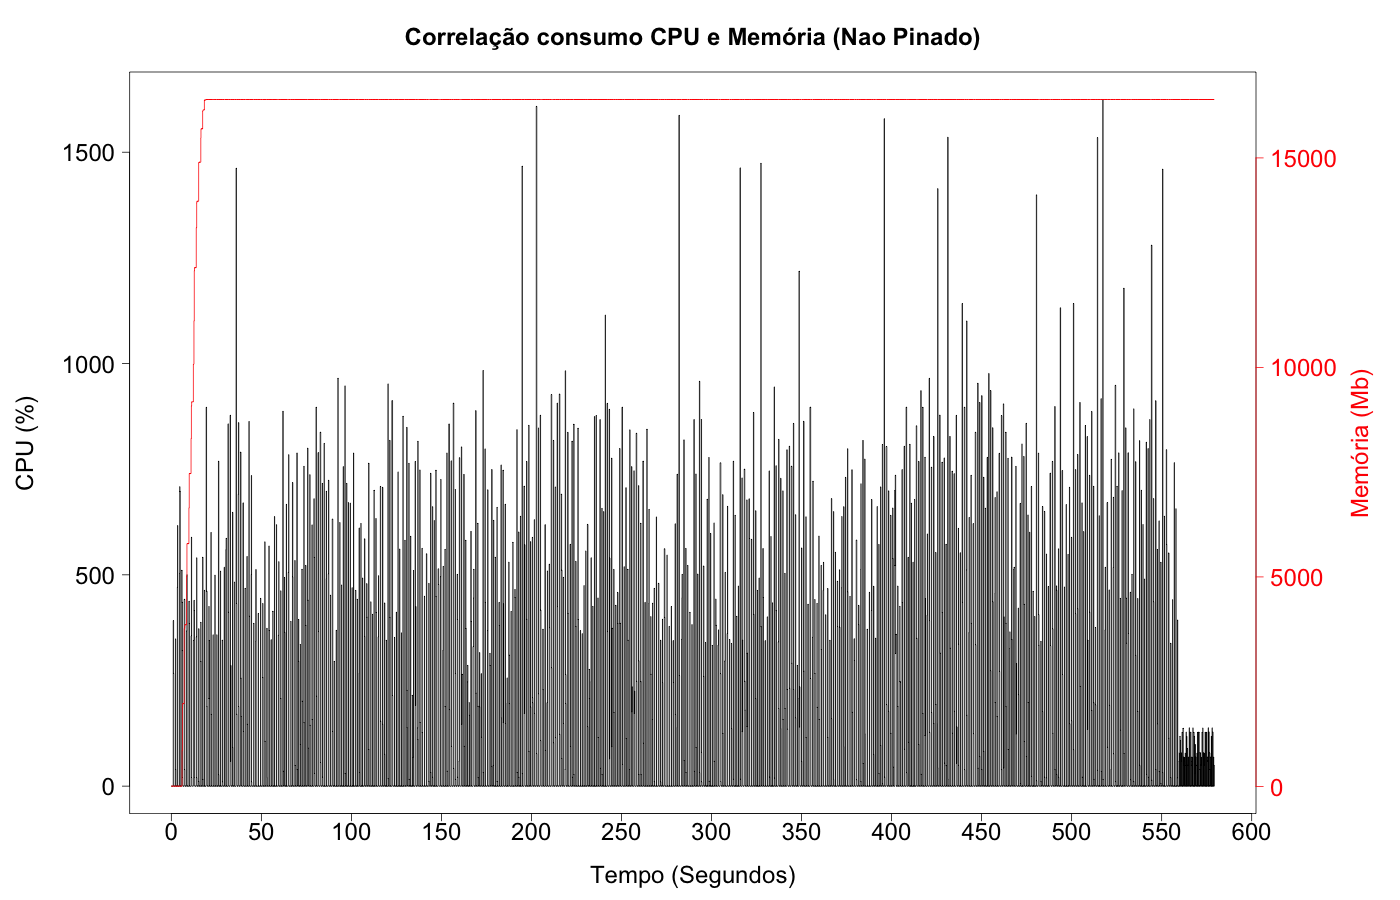 Correlação consumo CPU e Memória (Nao Pinado)
CPU (%)
1500
1000
500
0
15000
10000
5000
0
Memória (Mb)
0 50 100 150 200 250 300 350 400 450 500 550 600
Tempo (Segundos)